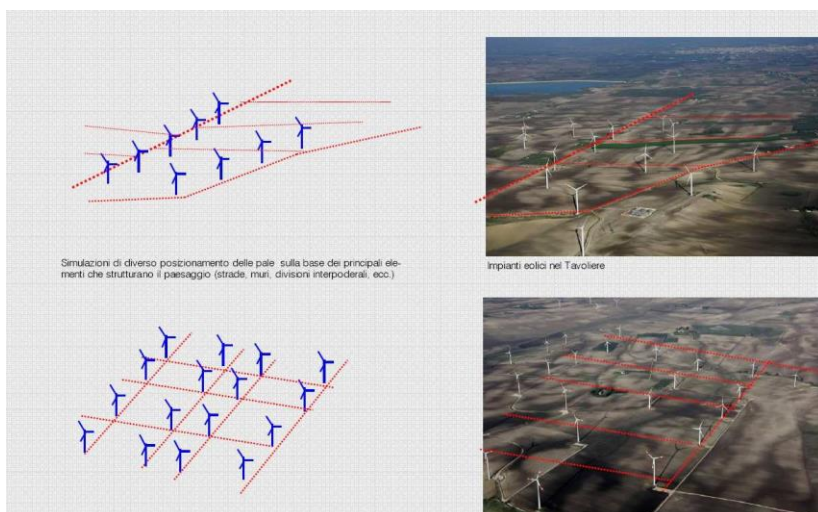 Simulazioni di diverso posizionamento delle pale sulla base dei principali ele-
menti che strutturano il paesaggio (strade, muri, divisioni interpoderali, ecc.)
Impianti eolici nel Tavoliere